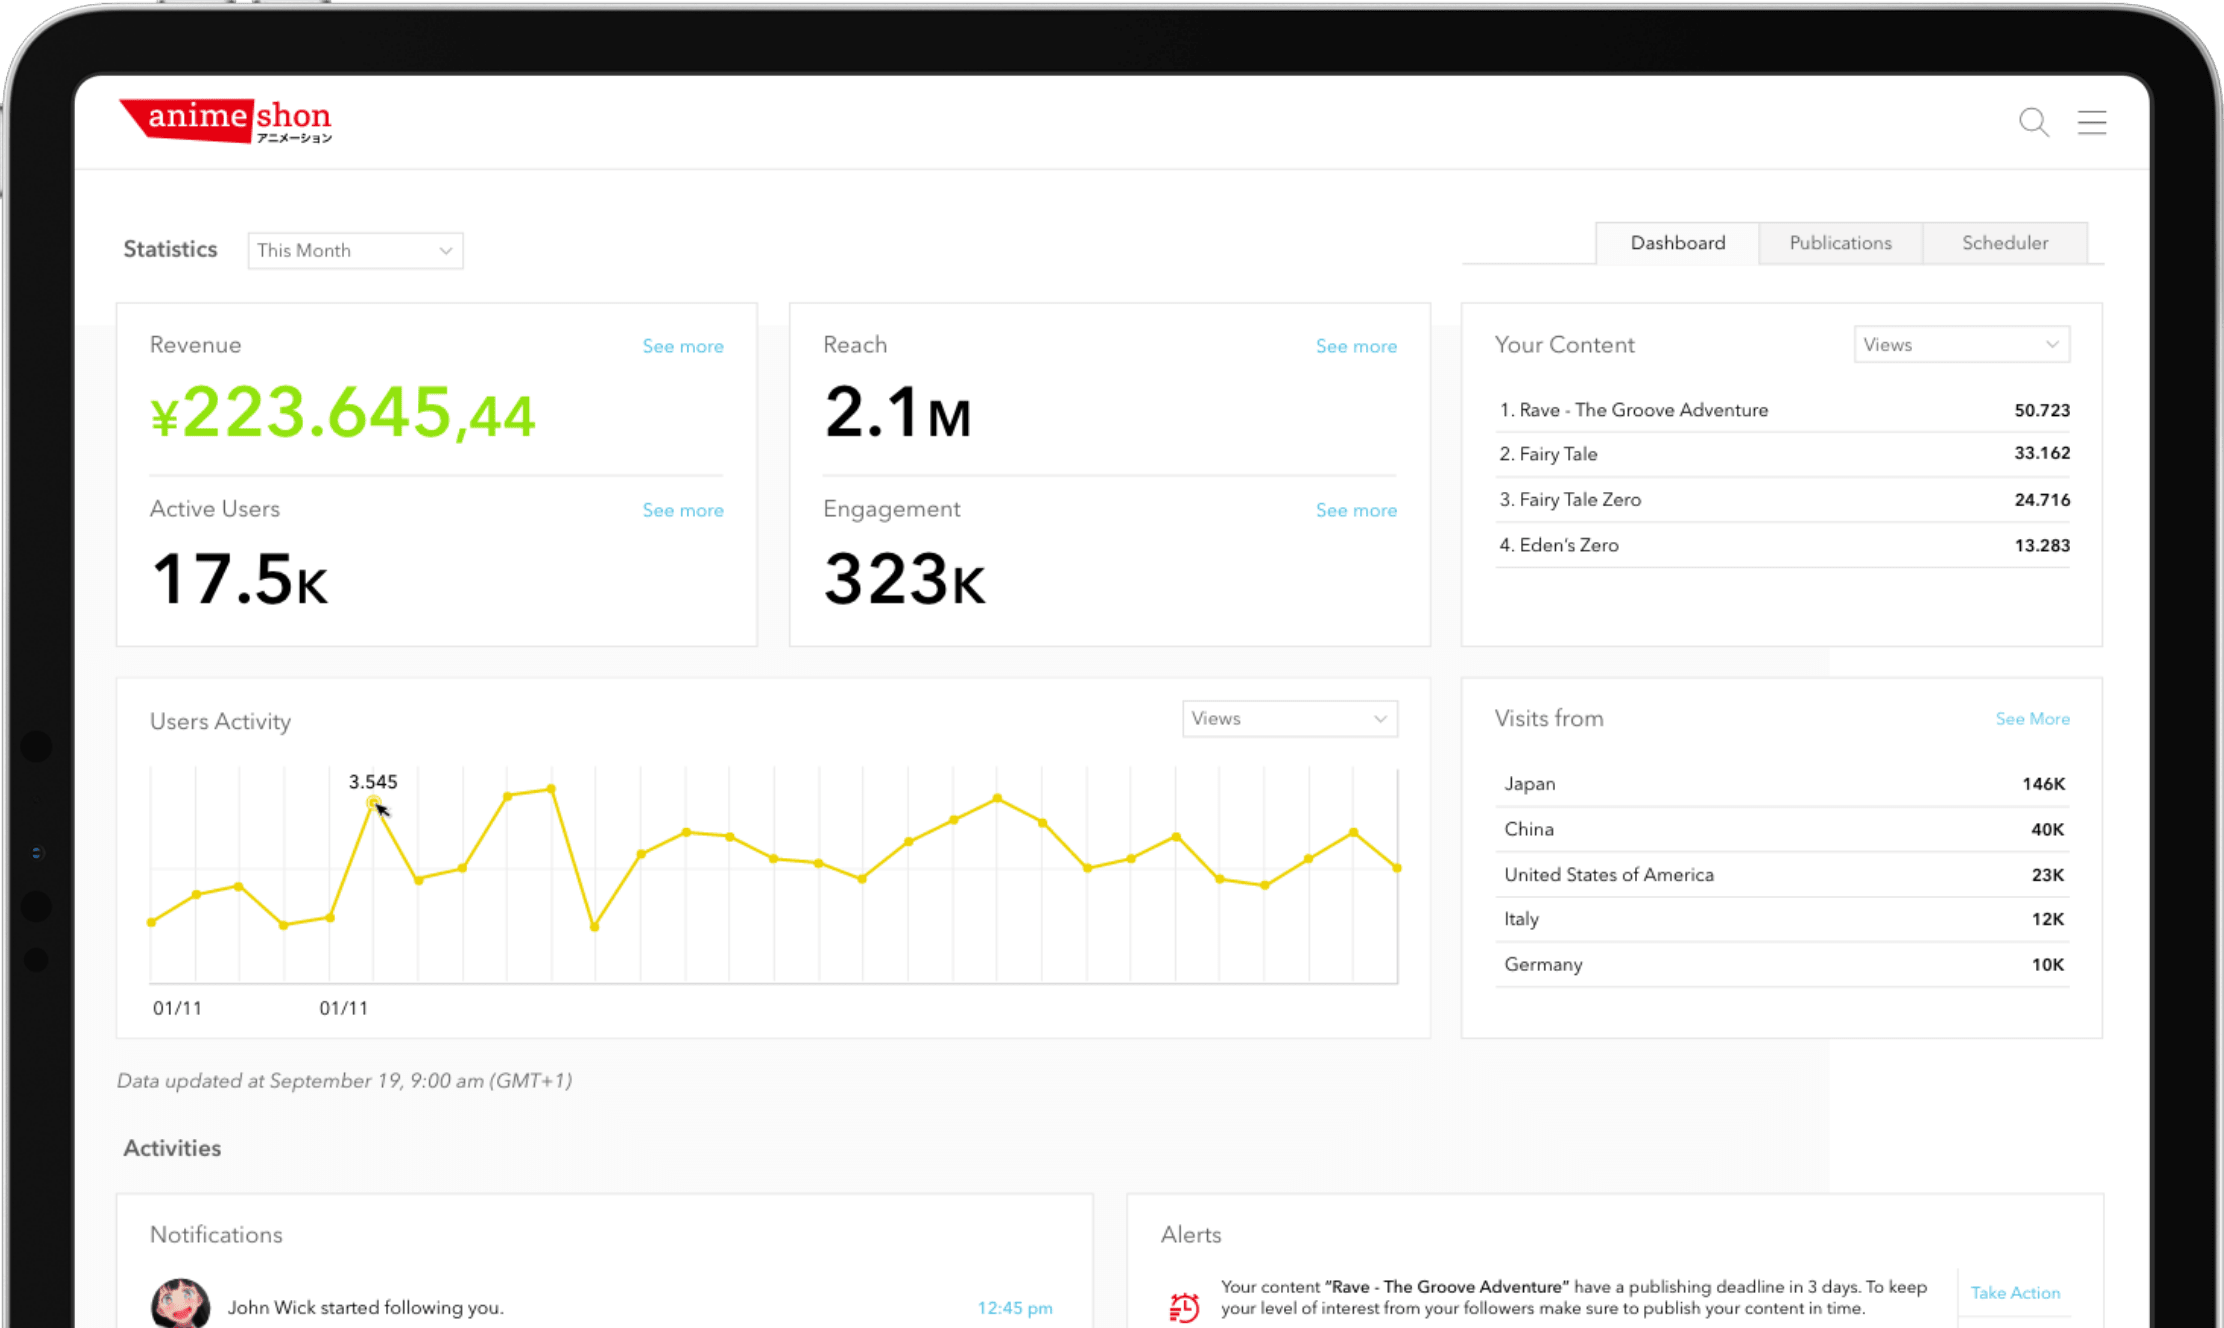 anime shon
アニメーション
Statistics
This Month
Dashboard
Publications
Scheduler
Revenue
See more
¥223.645,44
Active Users
See more
17.5K
Reach
See more
2.1M
Engagement
See more
323K
Your Content
Views
1. Rave - The Groove Adventure 50.723
2. Fairy Tale 33.162
3. Fairy Tale Zero 24.716
4. Eden's Zero 13.283
Users Activity
Views
3.545
01/11
01/11
Visits from
See More
Japan 146K
China 40K
United States of America 23K
Italy 12K
Germany 10K
Data updated at September 19, 9:00 am (GMT+1)
Activities
Notifications
John Wick started following you.
12:45 pm
Alerts
Your content "Rave - The Groove Adventure" have a publishing deadline in 3 days. To keep
your level of interest from your followers make sure to publish your content in time.
Take Action